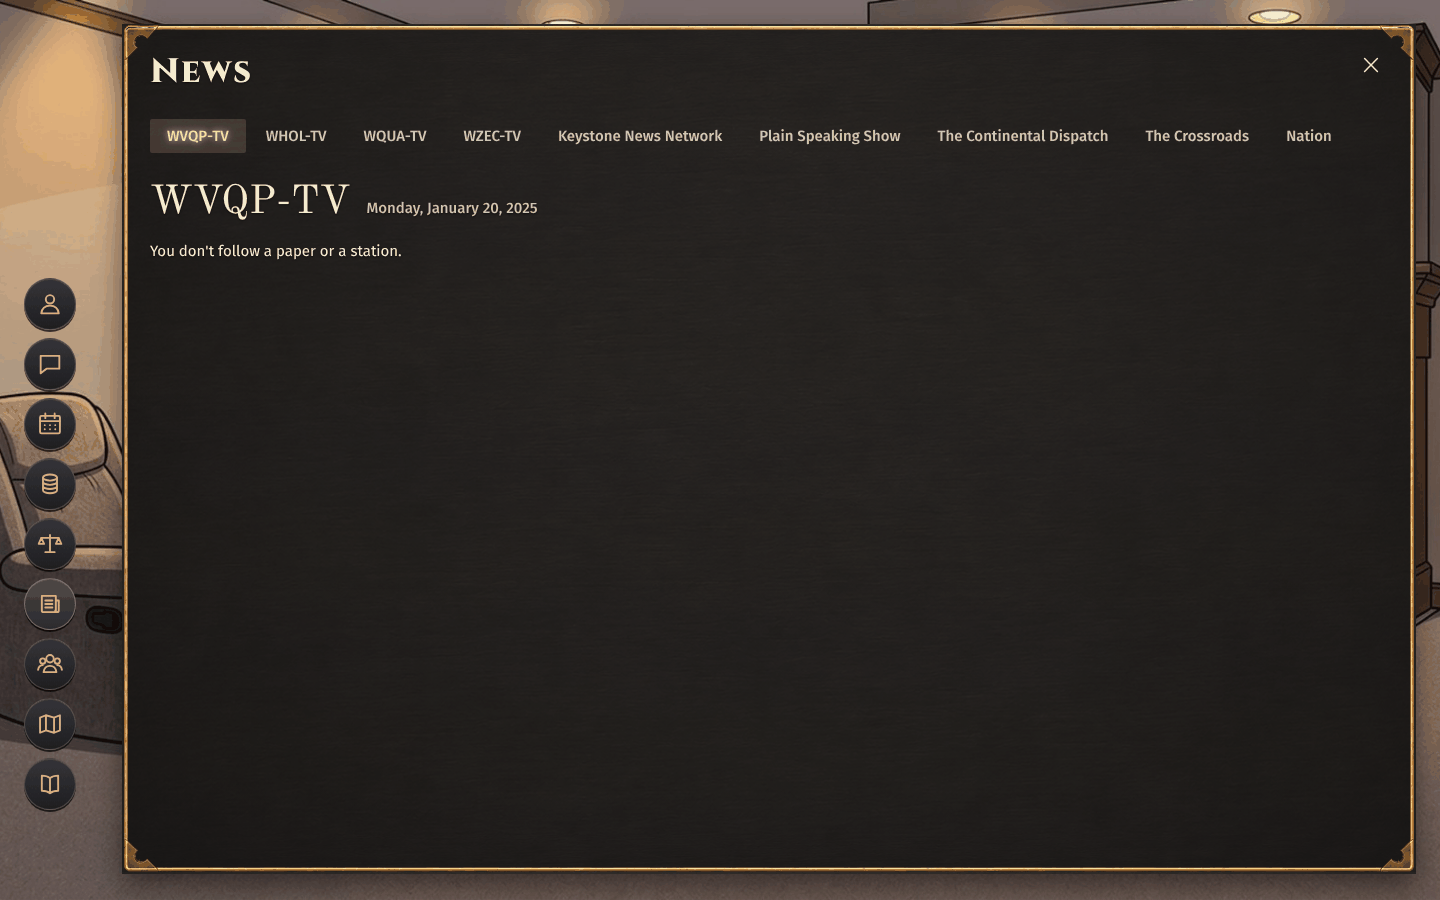 News
WVQP-TV WHOL-TV WQUA-TV WZEC-TV Keystone News Network Plain Speaking Show The Continental Dispatch The Crossroads Nation
WVQP-TV Monday, January 20, 2025
You don't follow a paper or a station.